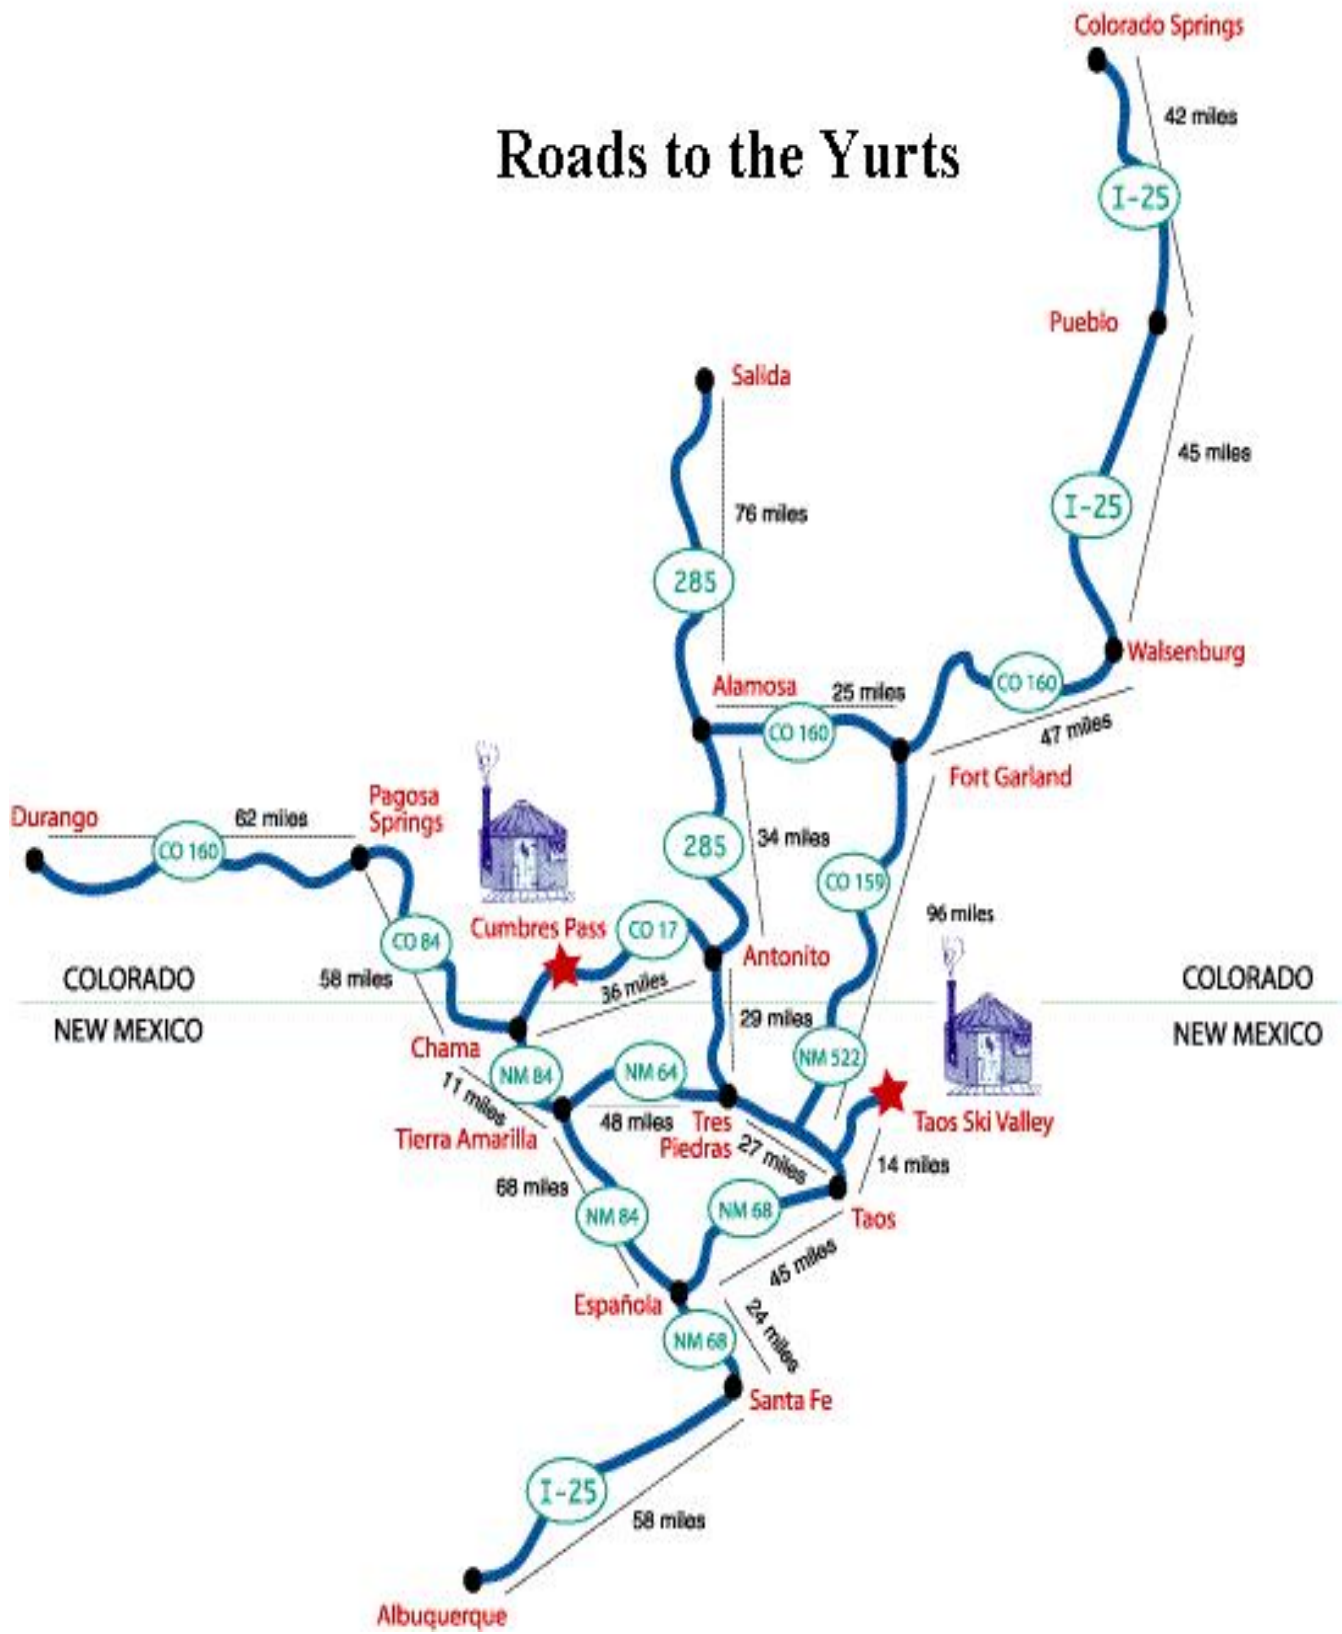 Colorado Springs
42 miles
Roads to the Yurts
I-25
Pueblo
Salida
45 miles
I-25
76 miles
285
Walsenburg
Alamosa
25 miles
CO 160
CO 160
47 miles
Fort Garland
Durango
62 miles
CO 160
Pagosa
Springs
285
34 miles
CO 159
96 miles
Cumbres Pass
CO 17
CO 84
Antonito
58 miles
36 miles
COLORADO
COLORADO
NEW MEXICO
NEW MEXICO
29 miles
Chama
NM 522
NM 84
NM 64
11 miles
48 miles
Tres
Piedras
Taos Ski Valley
Tierra Amarilla
27 miles
14 miles
68 miles
NM 84
NM 68
Taos
45 miles
Española
24 miles
NM 68
Santa Fe
I-25
58 miles
Albuquerque